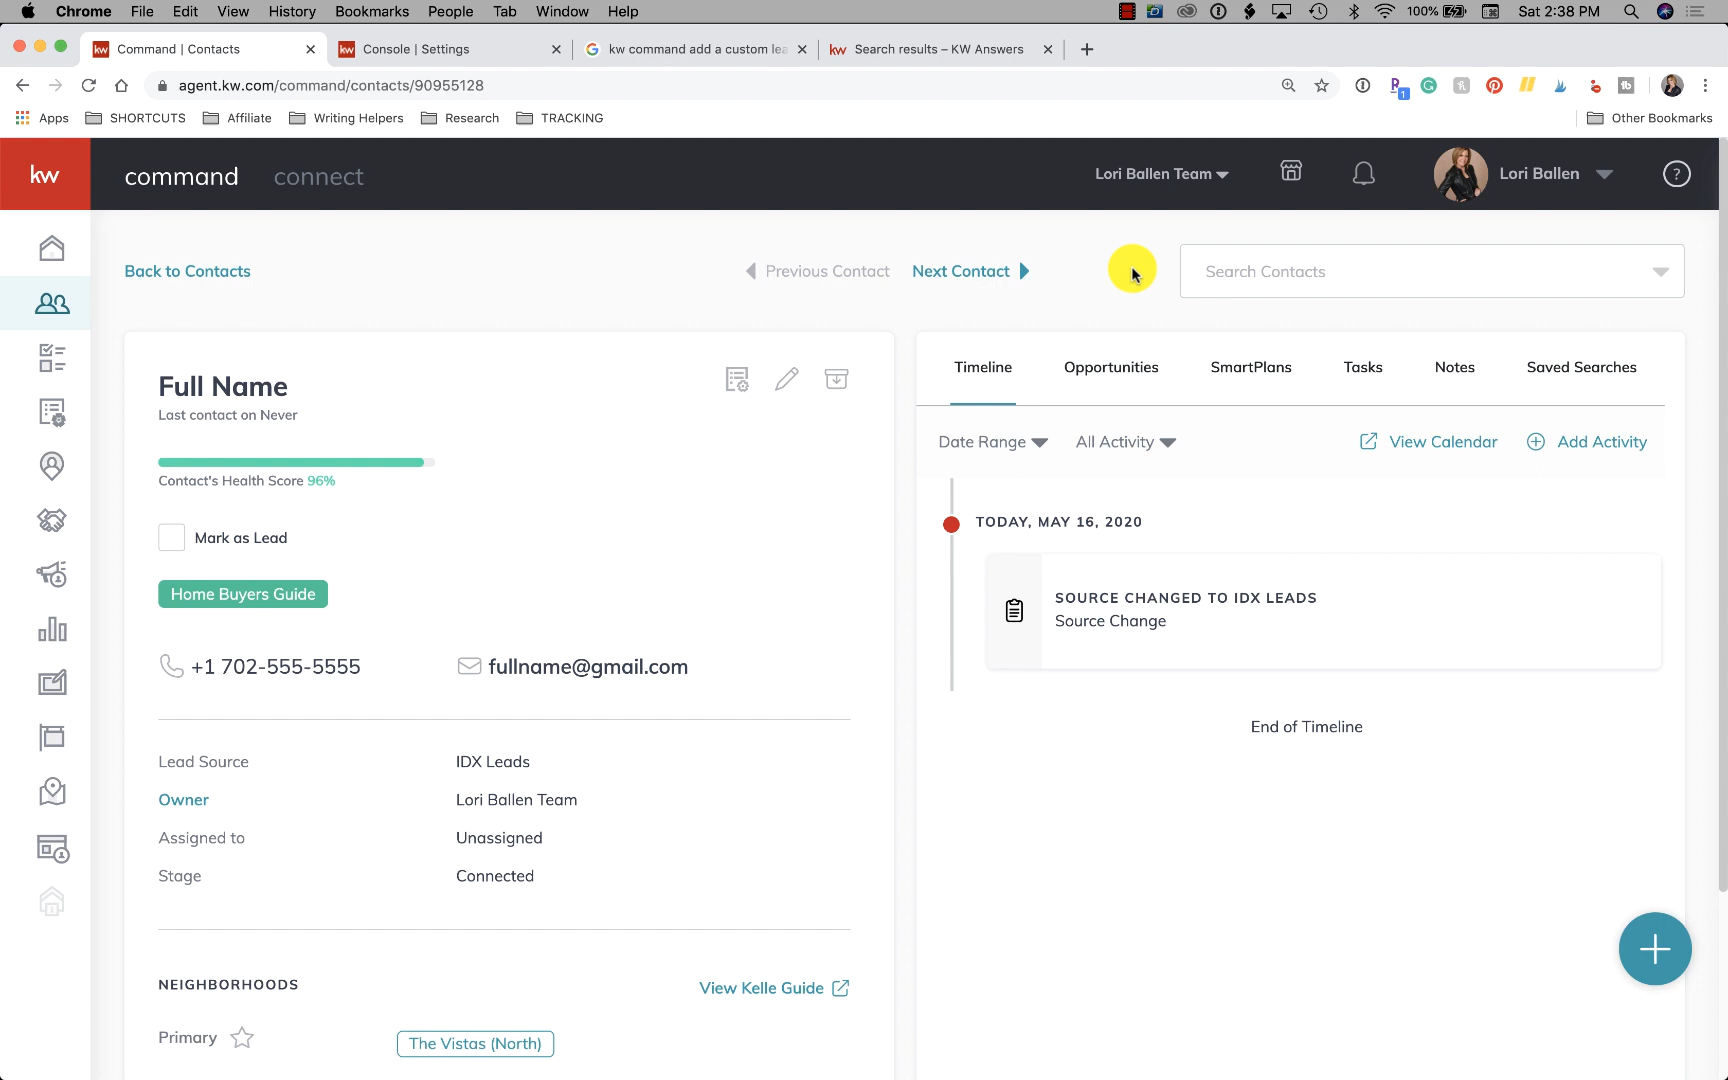 Chrome File Edit View History Bookmarks People Tab Window Help 100% Sat 2:38 PM
Command | Contacts Console | Settings kw command add a custom lea Search results – KW Answers
agent.kw.com/command/contacts/90955128
Apps SHORTCUTS Affiliate Writing Helpers Research TRACKING Other Bookmarks
kw command connect Lori Ballen Team Lori Ballen ?
Back to Contacts Previous Contact Next Contact Search Contacts
Full Name
Last contact on Never
Contact's Health Score 96%
Mark as Lead
Home Buyers Guide
+1 702-555-5555 fullname@gmail.com
Lead Source IDX Leads
Owner Lori Ballen Team
Assigned to Unassigned
Stage Connected
NEIGHBORHOODS View Kelle Guide
Primary The Vistas (North)
Timeline Opportunities SmartPlans Tasks Notes Saved Searches
Date Range All Activity View Calendar Add Activity
TODAY, MAY 16, 2020
SOURCE CHANGED TO IDX LEADS
Source Change
End of Timeline